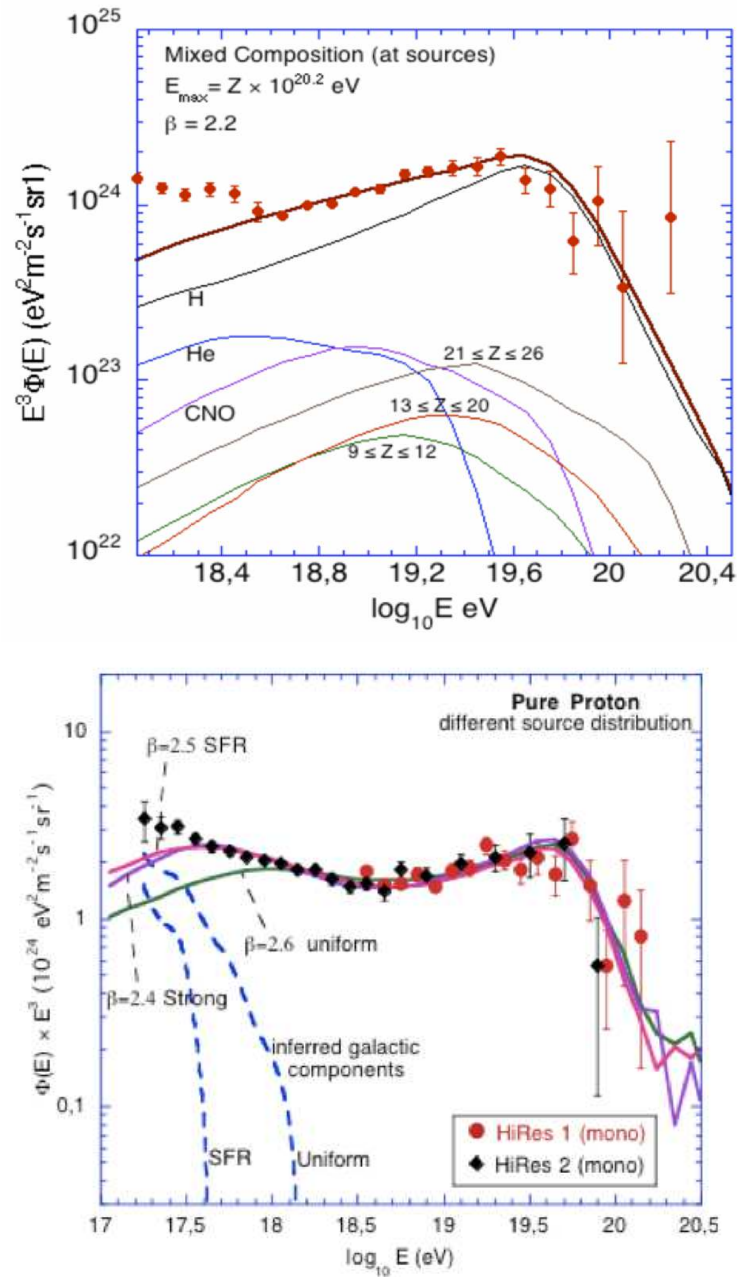 10²⁵
Mixed Composition (at sources)
E_max = Z × 10²⁰·² eV
β = 2.2
10²⁴
E³Φ(E) (eV²m⁻²s⁻¹sr1)
H
He
21 ≤ Z ≤ 26
10²³
CNO
13 ≤ Z ≤ 20
9 ≤ Z ≤ 12
10²²
18,4 18,8 19,2 19,6 20 20,4
log₁₀E eV
Pure Proton
different source distribution
10
β=2.5 SFR
Φ(E) × E³ (10²⁴ eV²m⁻²s⁻¹sr⁻¹)
1
β=2.6 uniform
β=2.4 Strong
inferred galactic
components
0,1
HiRes 1 (mono)
HiRes 2 (mono)
SFR
Uniform
17 17,5 18 18,5 19 19,5 20 20,5
log₁₀ E (eV)